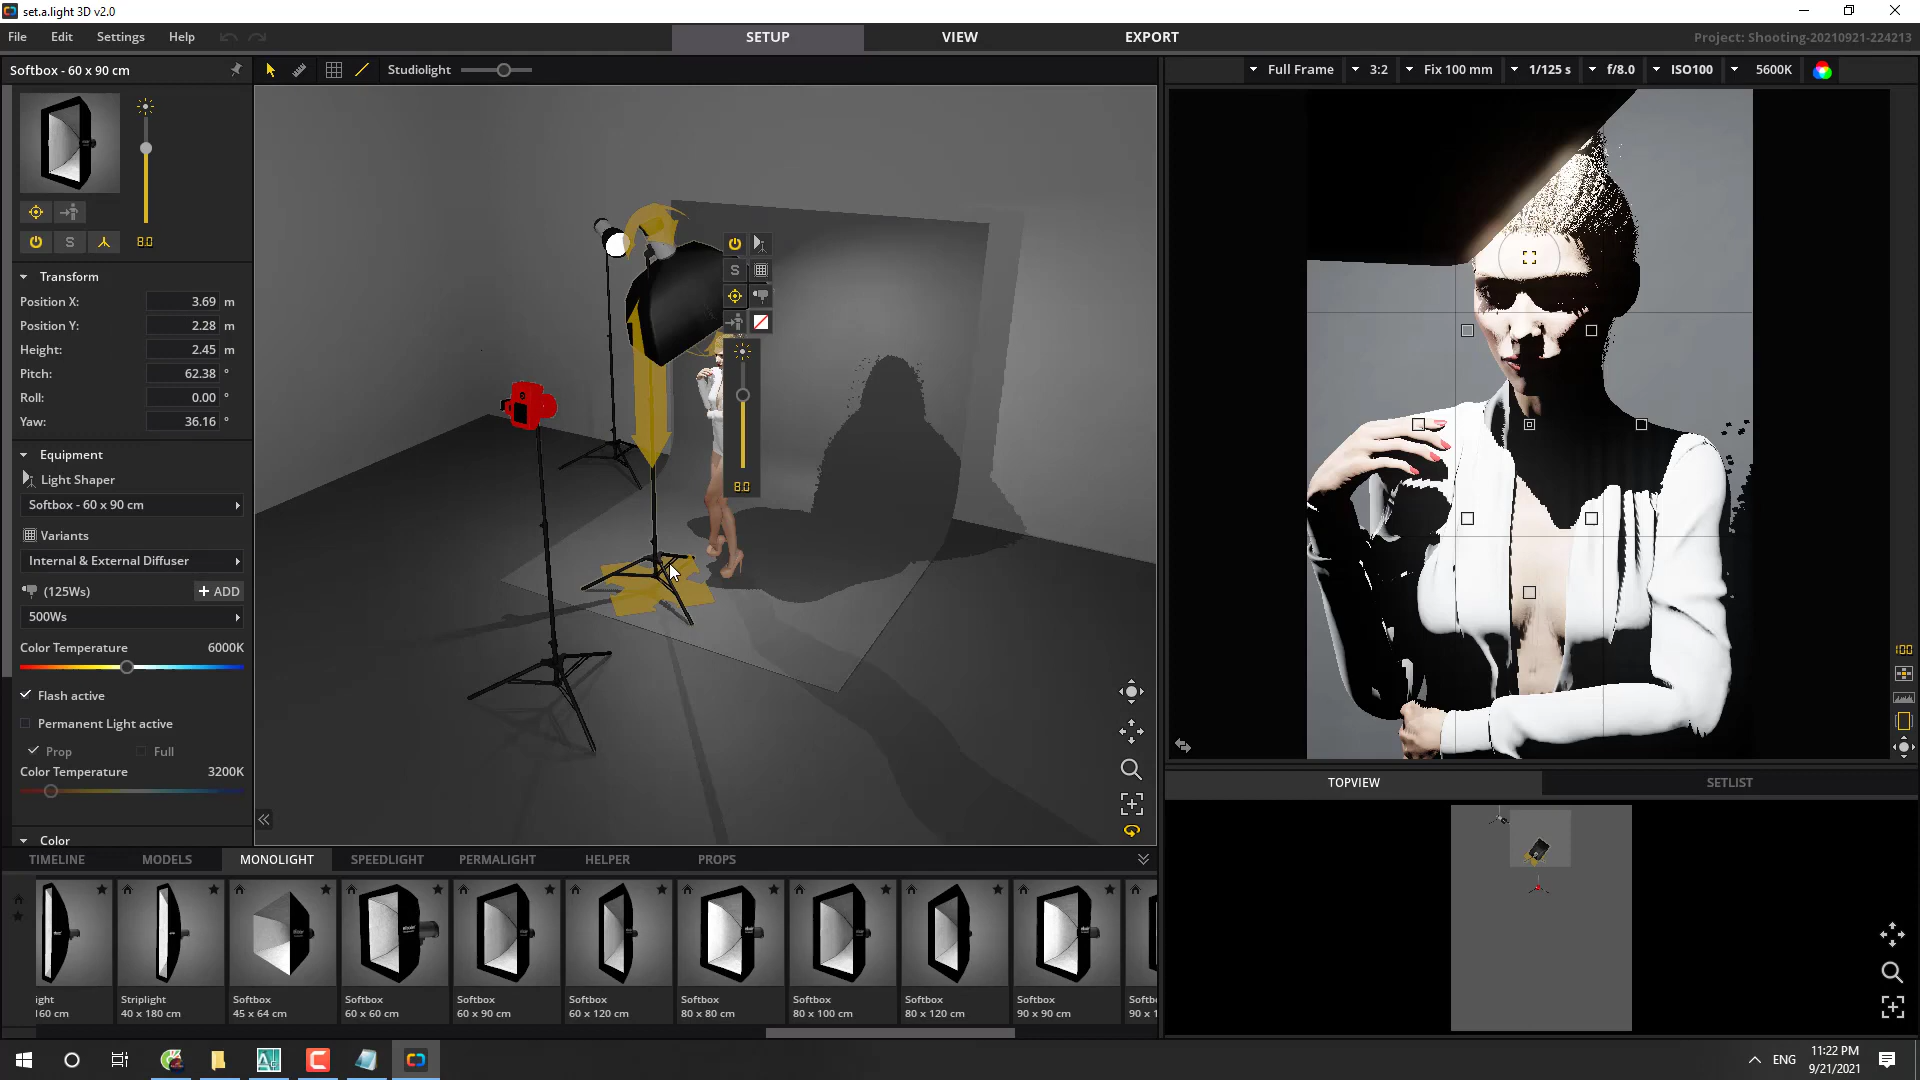 set.a.light 3D v2.0
File Edit Settings Help
SETUP VIEW EXPORT
Project: Shooting-20210921-224213
Softbox - 60 x 90 cm
Studiolight
Full Frame 3:2 Fix 100 mm 1/125 s f/8.0 ISO100 5600K
S 8.0
Transform
Position X: 3.69 m
Position Y: 2.28 m
Height: 2.45 m
Pitch: 62.38 °
Roll: 0.00 °
Yaw: 36.16 °
Equipment
Light Shaper
Softbox - 60 x 90 cm
Variants
Internal & External Diffuser
(125Ws) + ADD
500Ws
Color Temperature 6000K
Flash active
Permanent Light active
Prop Full
Color Temperature 3200K
Color
S
8.0
100
TOPVIEW SETLIST
TIMELINE MODELS MONOLIGHT SPEEDLIGHT PERMALIGHT HELPER PROPS
ight
160 cm
Striplight
40 x 180 cm
Softbox
45 x 64 cm
Softbox
60 x 60 cm
Softbox
60 x 90 cm
Softbox
60 x 120 cm
Softbox
80 x 80 cm
Softbox
80 x 100 cm
Softbox
80 x 120 cm
Softbox
90 x 90 cm
Softb
90 x 1
ENG
11:22 PM
9/21/2021